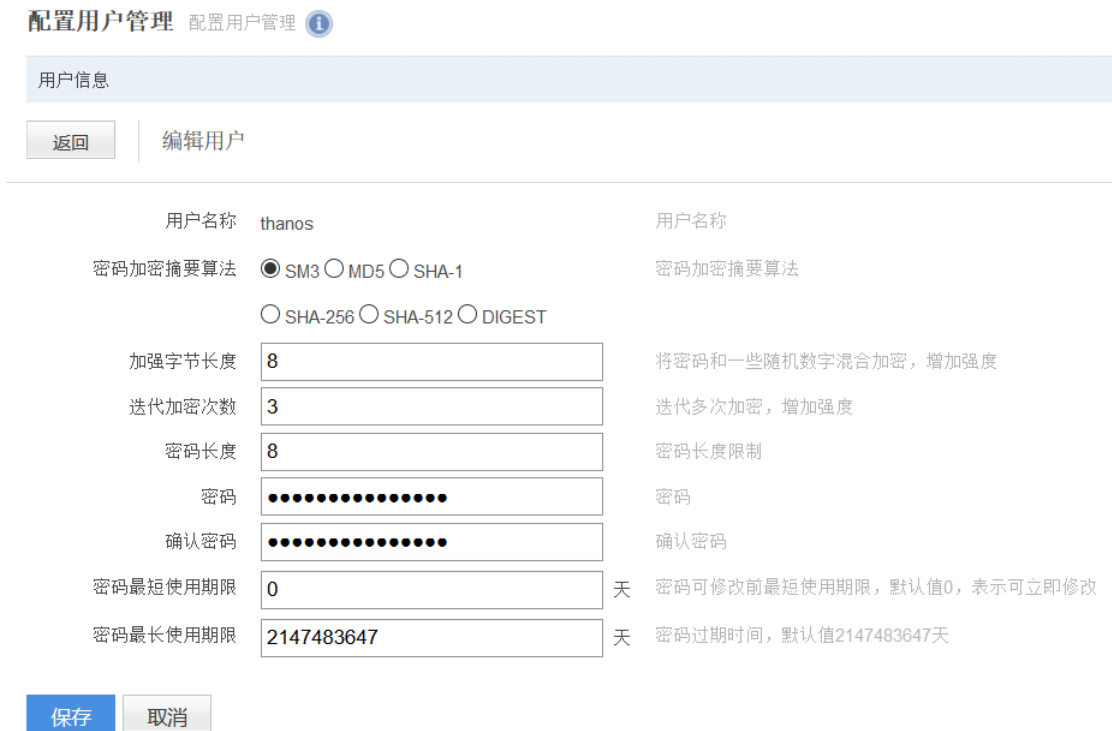 配置用户管理 配置用户管理
用户信息
返回 编辑用户
用户名称 thanos 用户名称
密码加密摘要算法 SM3 MD5 SHA-1 密码加密摘要算法
SHA-256 SHA-512 DIGEST
加强字节长度 8 将密码和一些随机数字混合加密，增加强度
迭代加密次数 3 迭代多次加密，增加强度
密码长度 8 密码长度限制
密码 ●●●●●●●●●●●●●●● 密码
确认密码 ●●●●●●●●●●●●●●● 确认密码
密码最短使用期限 0 天 密码可修改前最短使用期限，默认值0，表示可立即修改
密码最长使用期限 2147483647 天 密码过期时间，默认值2147483647天
保存 取消